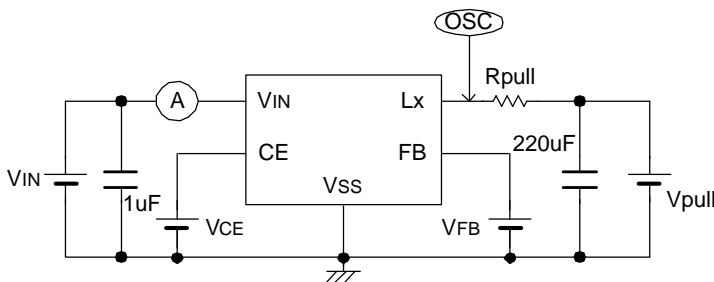 OSC
Rpull
A
VIN
Lx
CE
FB
220uF
VIN
1uF
VSS
VCE
VFB
Vpull